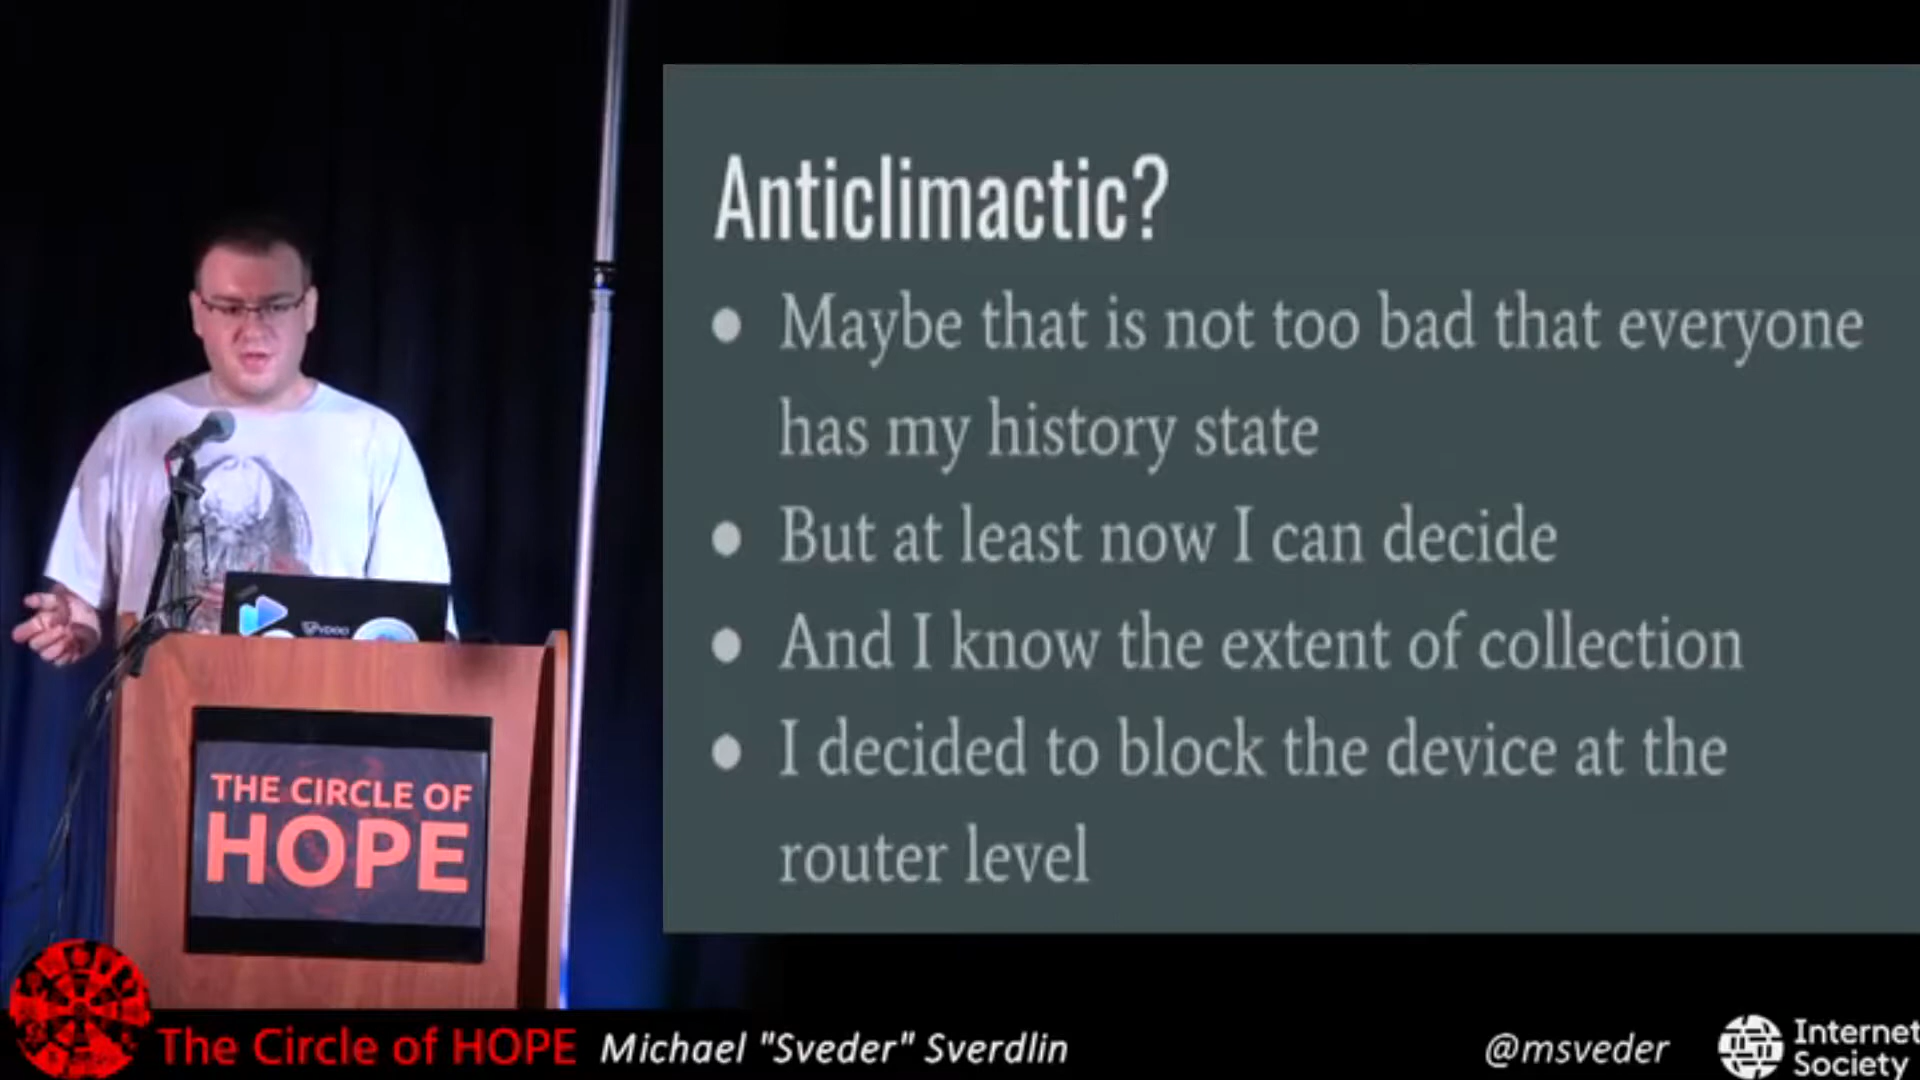 Anticlimactic?
● Maybe that is not too bad that everyone
has my history state
● But at least now I can decide
● And I know the extent of collection
● I decided to block the device at the
router level
THE CIRCLE OF
HOPE
The Circle of HOPE Michael "Sveder" Sverdlin @msveder
Internet
Society